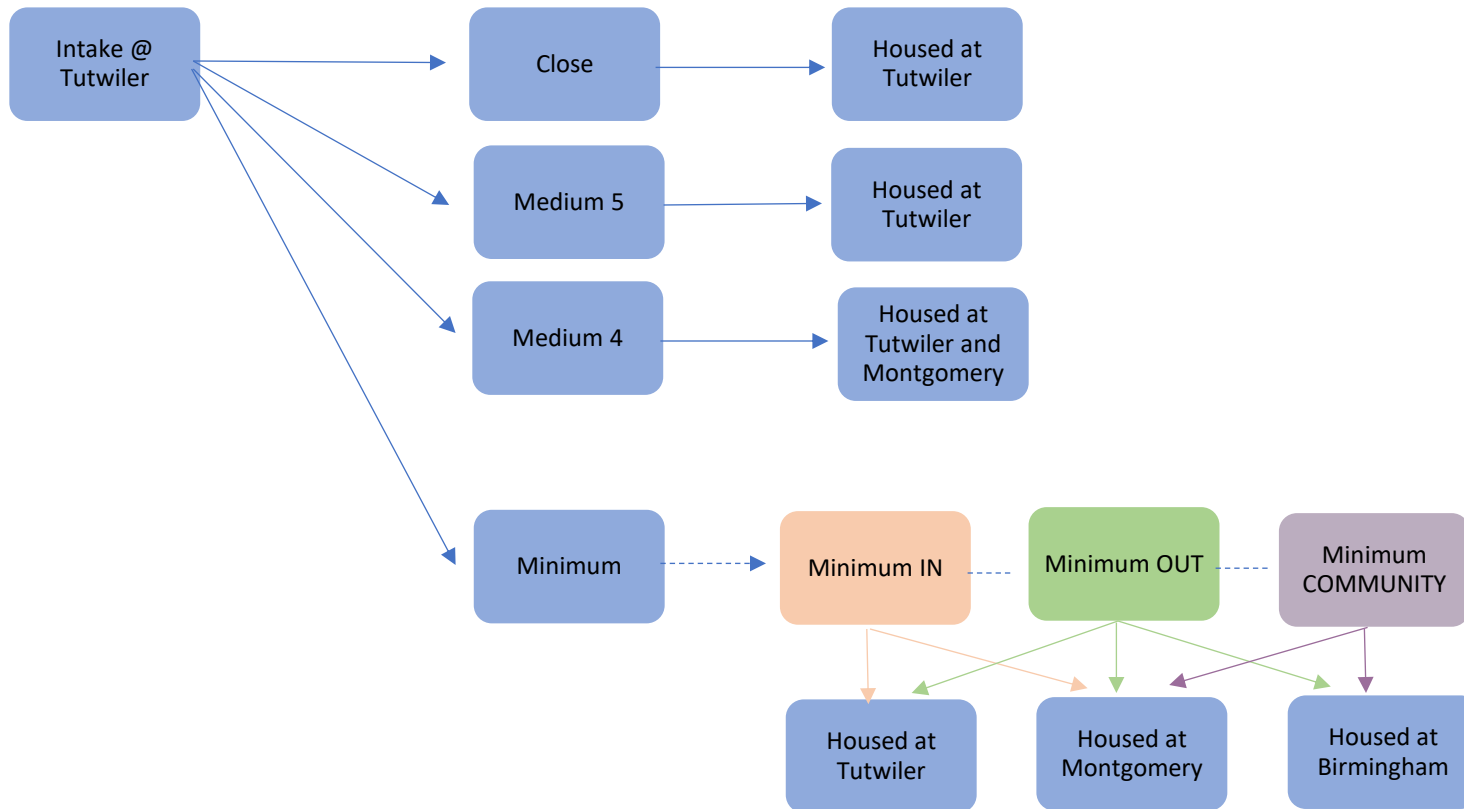 Intake @
Tutwiler
Close
Housed at
Tutwiler
Medium 5
Housed at
Tutwiler
Medium 4
Housed at
Tutwiler and
Montgomery
Minimum
Minimum IN
Minimum OUT
Minimum
COMMUNITY
Housed at
Tutwiler
Housed at
Montgomery
Housed at
Birmingham